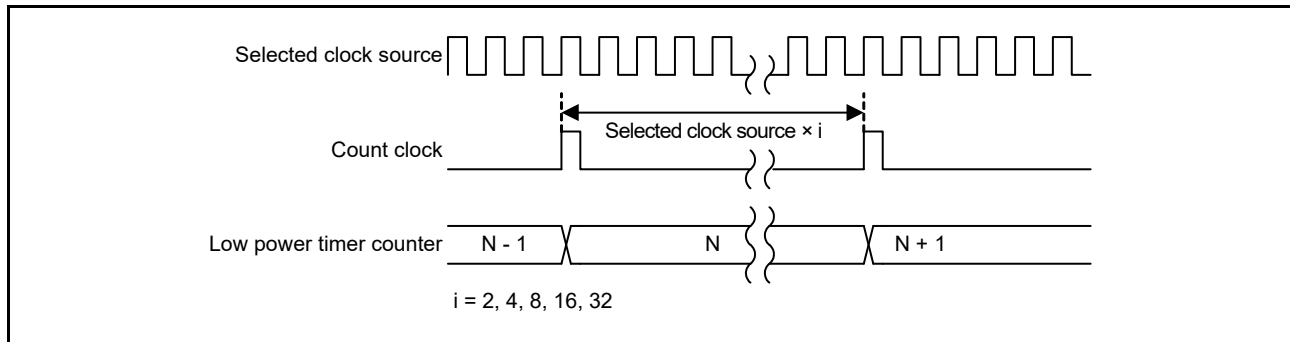 Selected clock source
Selected clock source × i
Count clock
Low power timer counter
N - 1
N
N + 1
i = 2, 4, 8, 16, 32